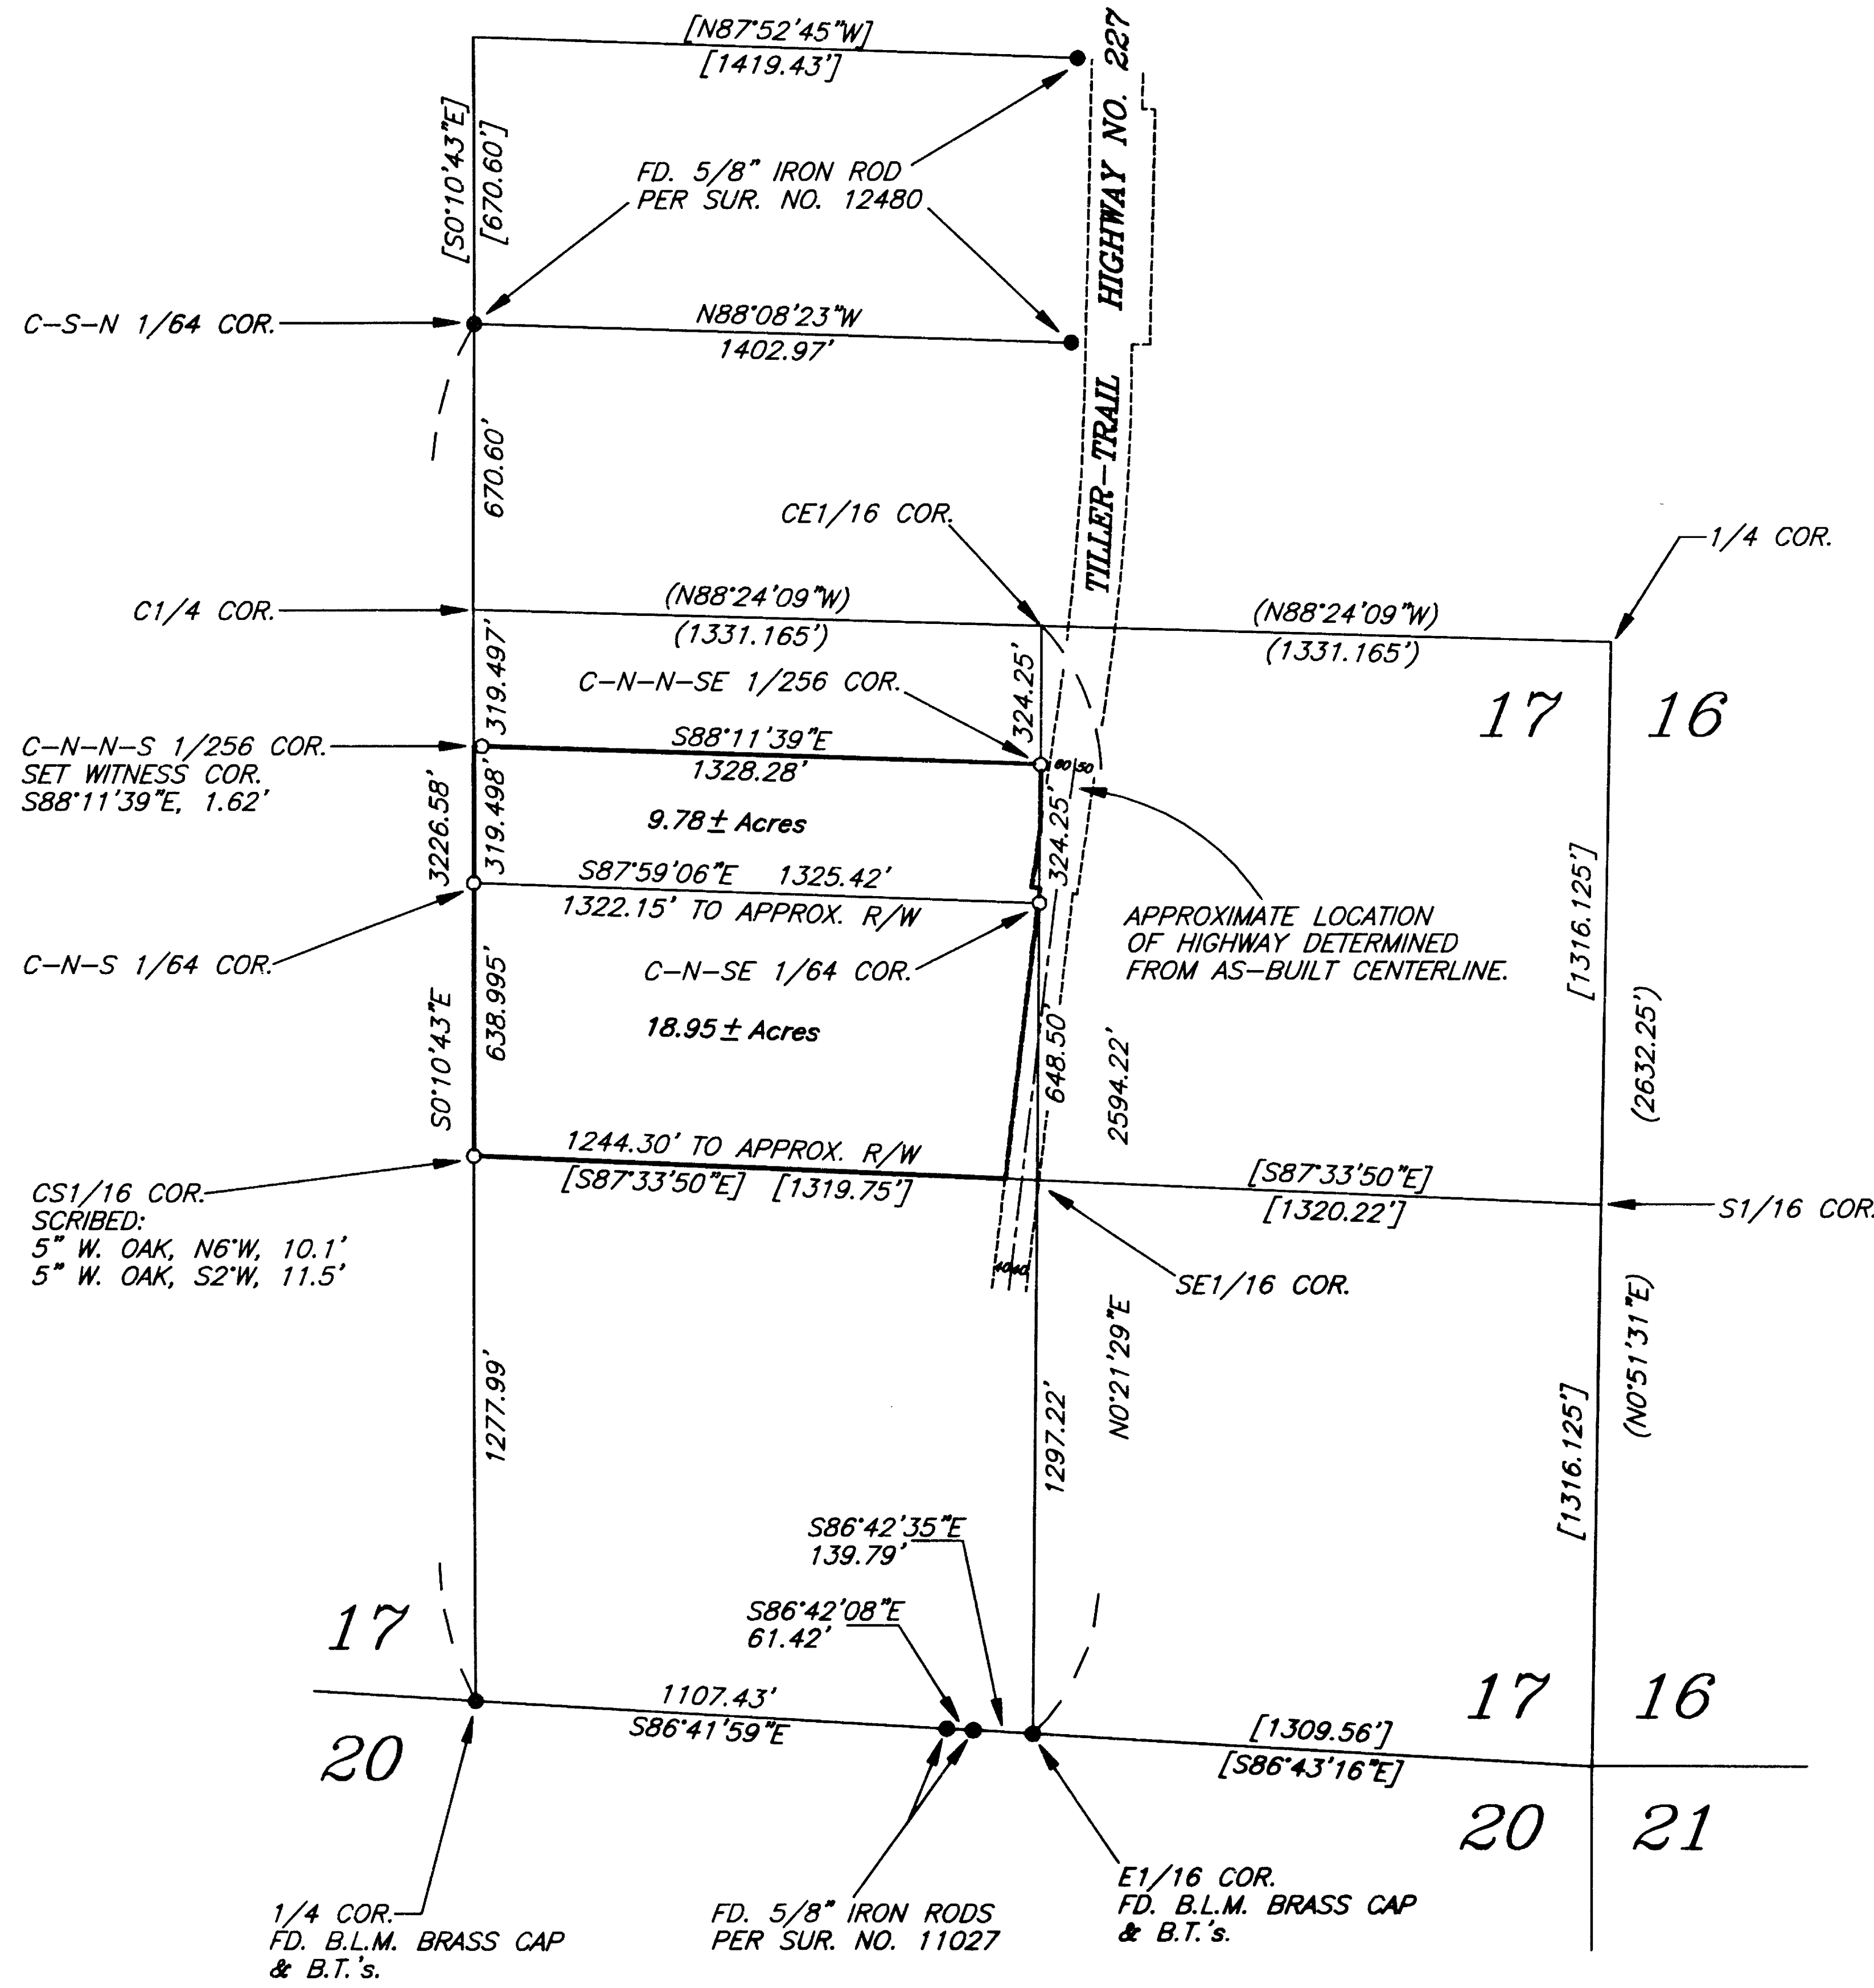 [N87°52'45"W]
[1419.43']
HIGHWAY NO. 227
TILLER-TRAIL
[S0°10'43"E]
[670.60']
FD. 5/8" IRON ROD
PER SUR. NO. 12480
C-S-N 1/64 COR.
N88°08'23"W
1402.97'
670.60'
CE1/16 COR.
1/4 COR.
C1/4 COR.
(N88°24'09"W)
(1331.165')
(N88°24'09"W)
(1331.165')
319.497'
324.25'
C-N-N-SE 1/256 COR.
17
16
C-N-N-S 1/256 COR.
SET WITNESS COR.
S88°11'39"E, 1.62'
S88°11'39"E
1328.28'
60
50
3226.58'
319.498'
9.78± Acres
324.25'
S87°59'06"E 1325.42'
1322.15' TO APPROX. R/W
APPROXIMATE LOCATION
OF HIGHWAY DETERMINED
FROM AS-BUILT CENTERLINE.
[1316.125']
C-N-S 1/64 COR.
C-N-SE 1/64 COR.
S0°10'43"E
638.995'
18.95± Acres
648.50'
2594.22'
(2632.25')
1244.30' TO APPROX. R/W
[S87°33'50"E] [1319.75']
[S87°33'50"E]
[1320.22']
S1/16 COR.
CS1/16 COR.
SCRIBED:
5" W. OAK, N6°W, 10.1'
5" W. OAK, S2°W, 11.5'
40
40
SE1/16 COR.
1277.99'
1297.22'
N0°21'29"E
[1316.125']
(N0°51'31"E)
S86°42'35"E
139.79'
S86°42'08"E
61.42'
17
1107.43'
S86°41'59"E
[1309.56']
[S86°43'16"E]
17
16
20
20
21
1/4 COR.
FD. B.L.M. BRASS CAP
& B.T.'s.
FD. 5/8" IRON RODS
PER SUR. NO. 11027
E1/16 COR.
FD. B.L.M. BRASS CAP
& B.T.'s.